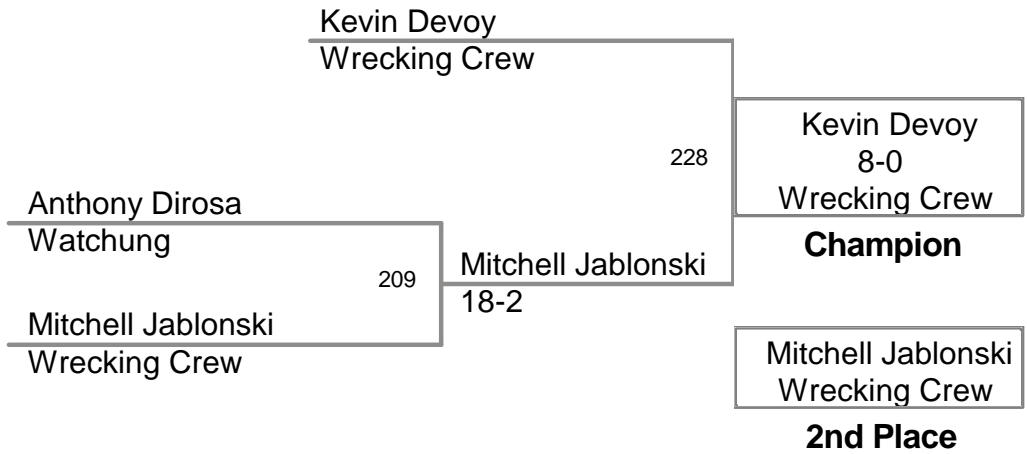 Kevin Devoy
Wrecking Crew
228
Kevin Devoy
8-0
Wrecking Crew
Champion
Anthony Dirosa
Watchung
209
Mitchell Jablonski
18-2
Mitchell Jablonski
Wrecking Crew
Mitchell Jablonski
Wrecking Crew
2nd Place